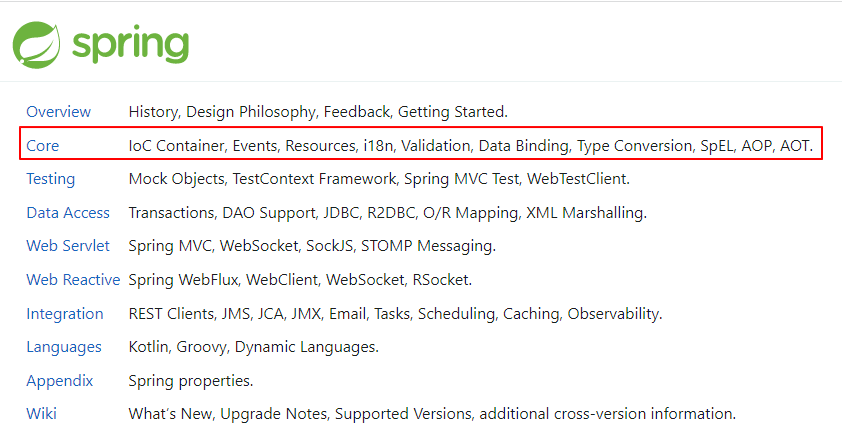 spring
Overview History, Design Philosophy, Feedback, Getting Started.
Core IoC Container, Events, Resources, i18n, Validation, Data Binding, Type Conversion, SpEL, AOP, AOT.
Testing Mock Objects, TestContext Framework, Spring MVC Test, WebTestClient.
Data Access Transactions, DAO Support, JDBC, R2DBC, O/R Mapping, XML Marshalling.
Web Servlet Spring MVC, WebSocket, SockJS, STOMP Messaging.
Web Reactive Spring WebFlux, WebClient, WebSocket, RSocket.
Integration REST Clients, JMS, JCA, JMX, Email, Tasks, Scheduling, Caching, Observability.
Languages Kotlin, Groovy, Dynamic Languages.
Appendix Spring properties.
Wiki What's New, Upgrade Notes, Supported Versions, additional cross-version information.